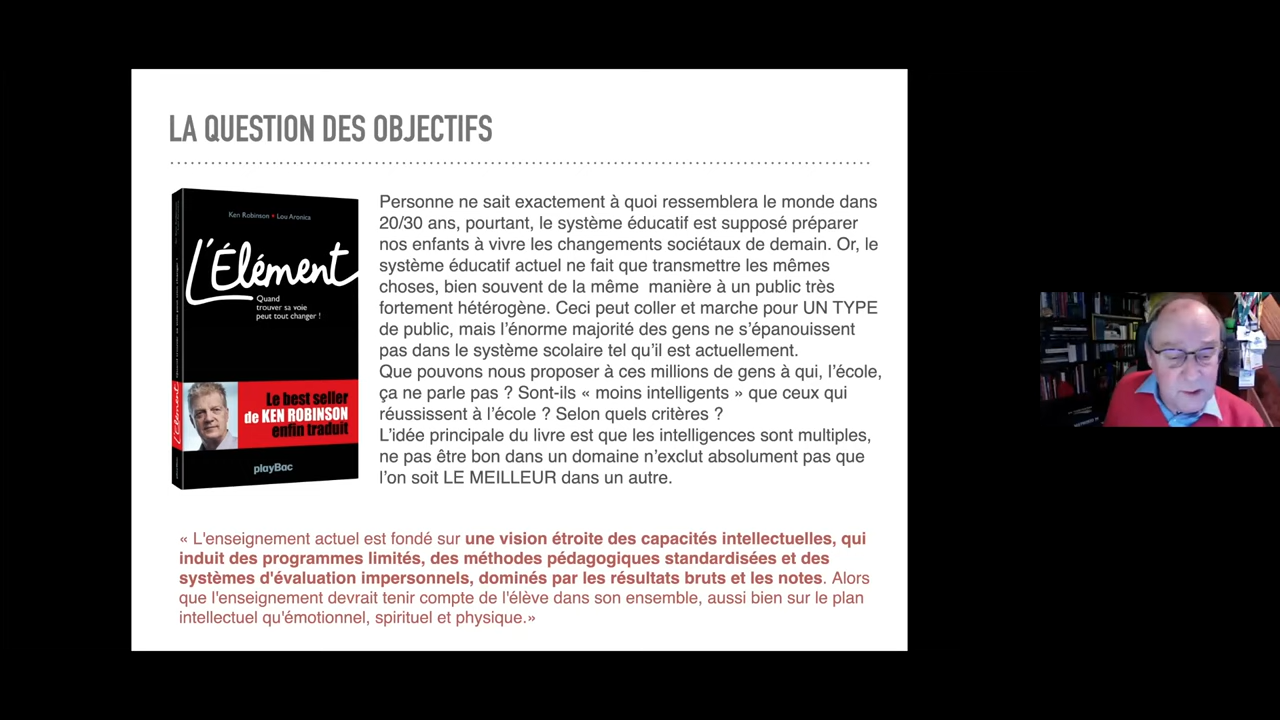 LA QUESTION DES OBJECTIFS
Ken Robinson • Lou Aronica
L'Élément
Quand
trouver sa voie
peut tout changer !
Le best seller
de KEN ROBINSON
enfin traduit
playBac
L'Élément
Personne ne sait exactement à quoi ressemblera le monde dans
20/30 ans, pourtant, le système éducatif est supposé préparer
nos enfants à vivre les changements sociétaux de demain. Or, le
système éducatif actuel ne fait que transmettre les mêmes
choses, bien souvent de la même manière à un public très
fortement hétérogène. Ceci peut coller et marche pour UN TYPE
de public, mais l’énorme majorité des gens ne s’épanouissent
pas dans le système scolaire tel qu’il est actuellement.
Que pouvons nous proposer à ces millions de gens à qui, l’école,
ça ne parle pas ? Sont-ils « moins intelligents » que ceux qui
réussissent à l’école ? Selon quels critères ?
L’idée principale du livre est que les intelligences sont multiples,
ne pas être bon dans un domaine n’exclut absolument pas que
l’on soit LE MEILLEUR dans un autre.
« L'enseignement actuel est fondé sur une vision étroite des capacités intellectuelles, qui
induit des programmes limités, des méthodes pédagogiques standardisées et des
systèmes d'évaluation impersonnels, dominés par les résultats bruts et les notes. Alors
que l'enseignement devrait tenir compte de l'élève dans son ensemble, aussi bien sur le plan
intellectuel qu'émotionnel, spirituel et physique.»